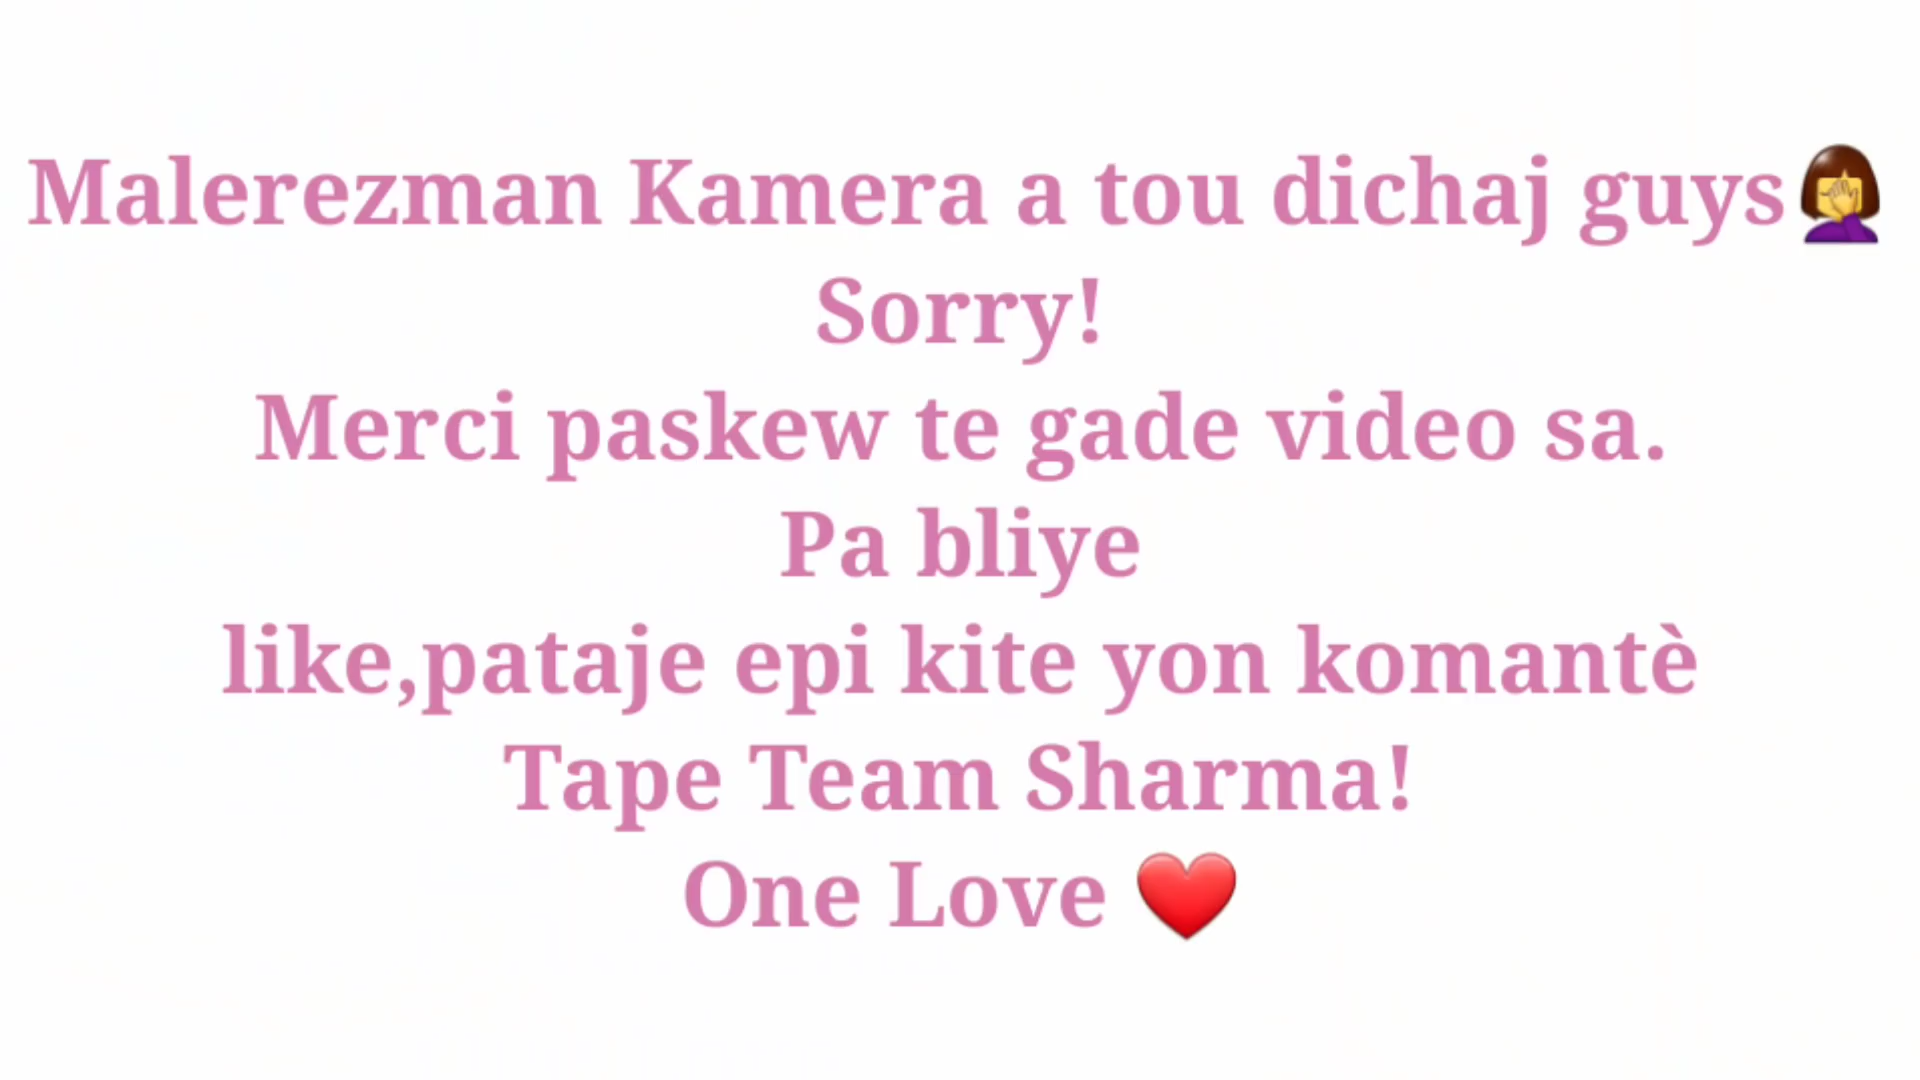 Malerezman Kamera a tou dichaj guys🤦‍♀️
Sorry!
Merci paskew te gade video sa.
Pa bliye
like,pataje epi kite yon komantè
Tape Team Sharma!
One Love ❤️